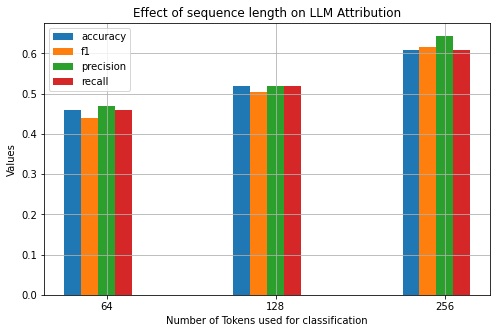 Effect of sequence length on LLM Attribution
accuracy
f1
precision
recall
Values
0.6
0.5
0.4
0.3
0.2
0.1
0.0
64 128 256
Number of Tokens used for classification